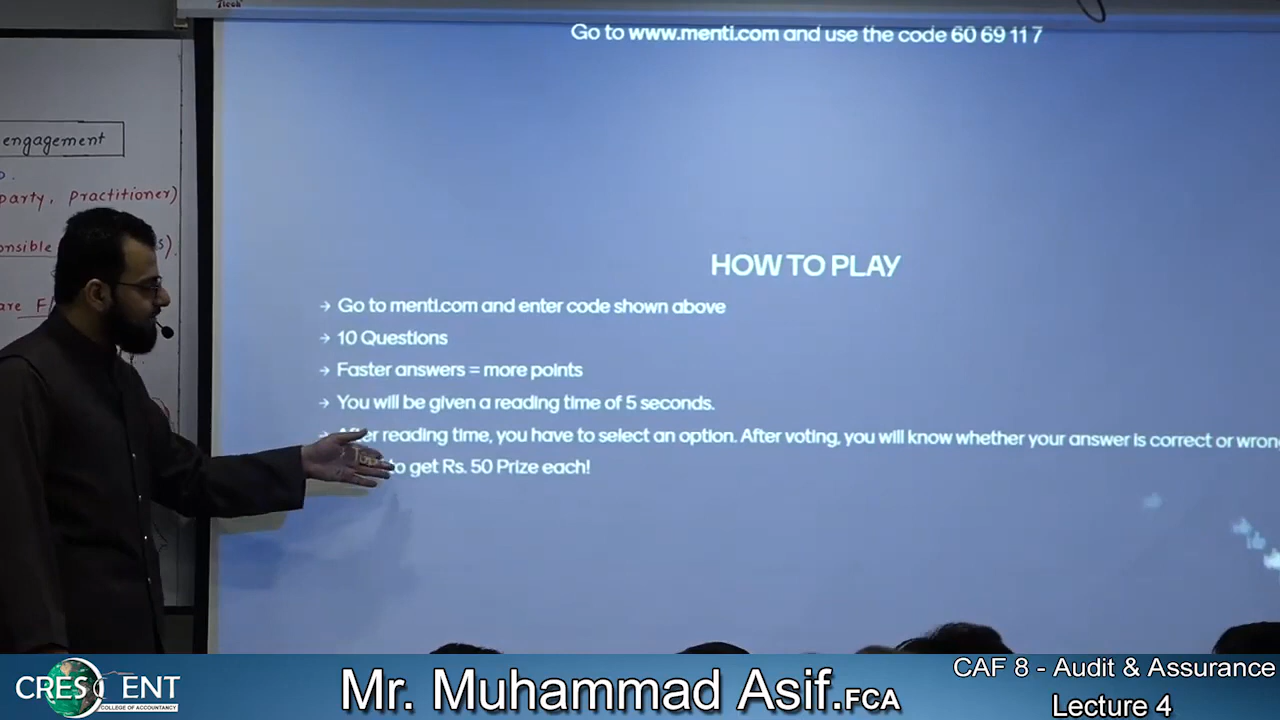 Go to www.menti.com and use the code 60 69 11 7
engagement
party, practitioner)
HOW TO PLAY
→ Go to menti.com and enter code shown above
→ 10 Questions
→ Faster answers = more points
→ You will be given a reading time of 5 seconds.
reading time, you have to select an option. After voting, you will know whether your answer is correct or wron
to get Rs. 50 Prize each!
CRESCENT
COLLEGE OF ACCOUNTANCY
Mr. Muhammad Asif.FCA
CAF 8 - Audit & Assurance
Lecture 4